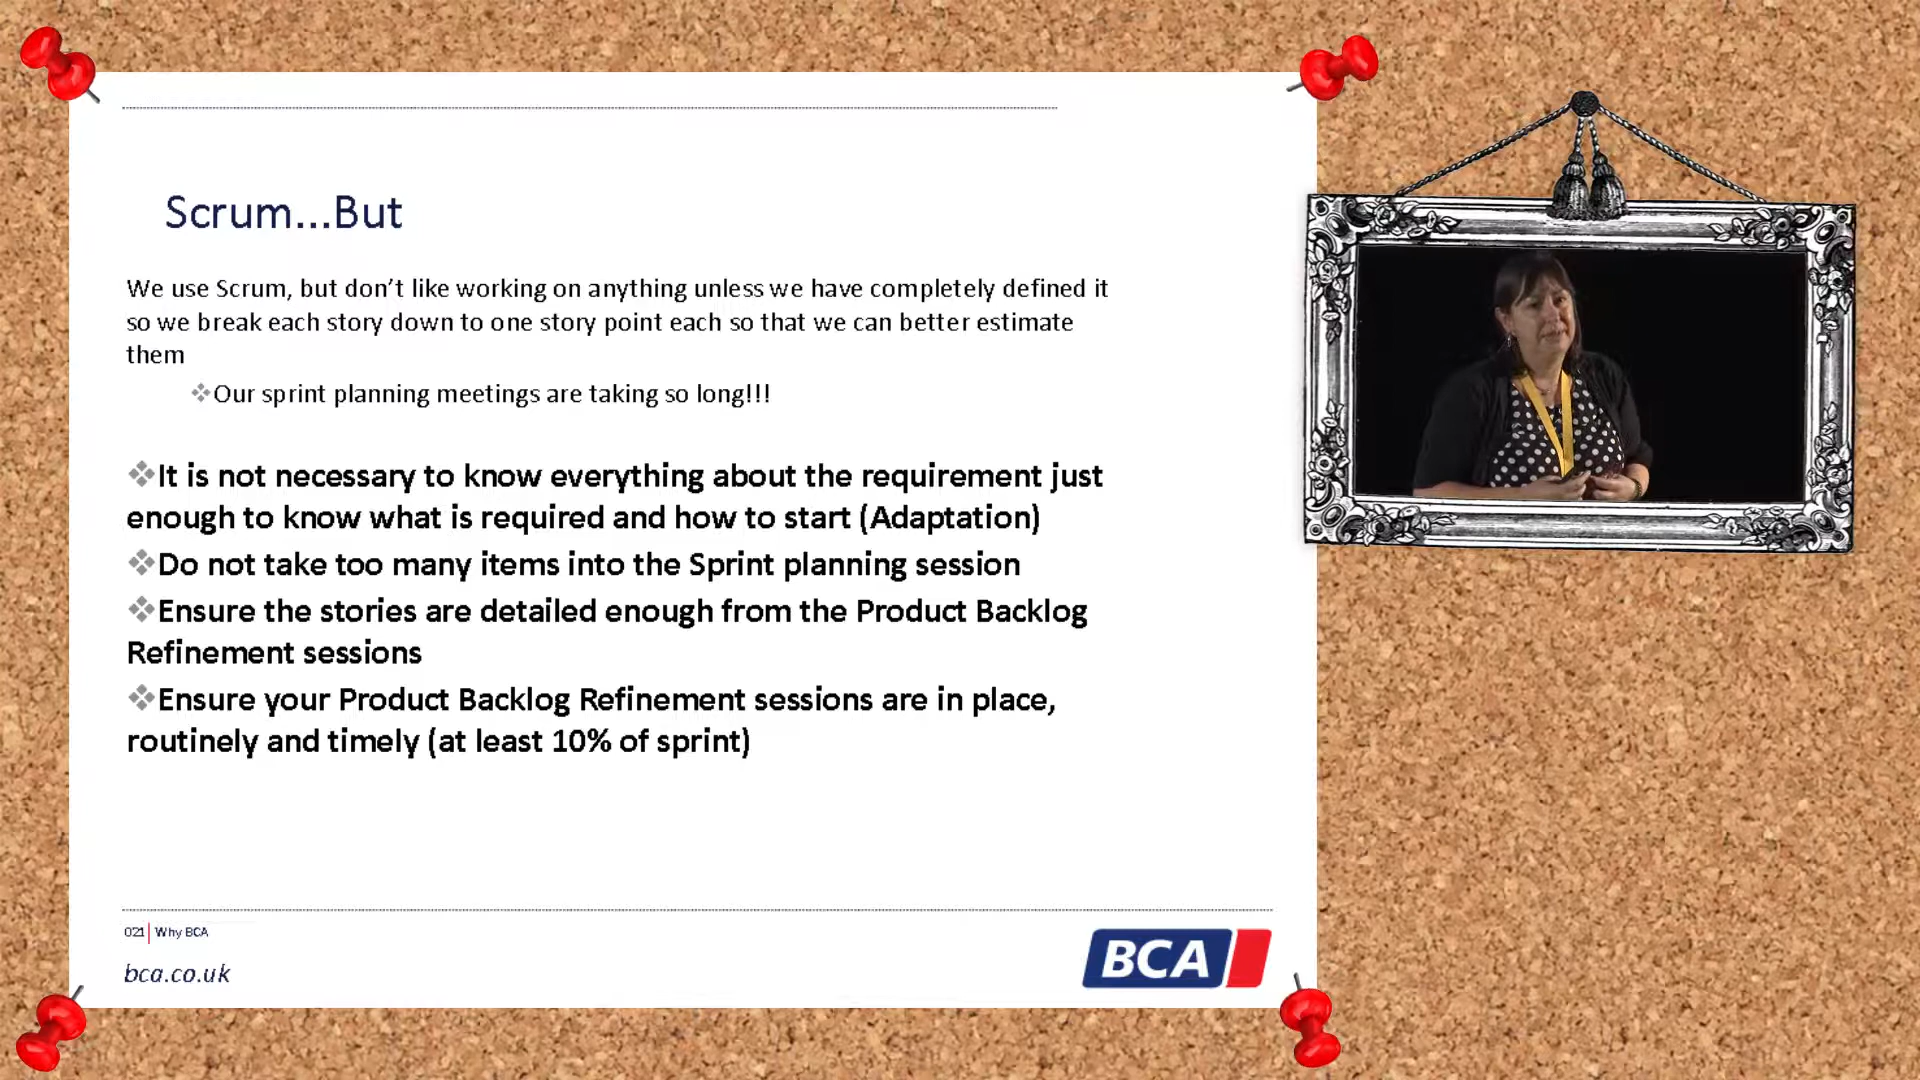 Scrum...But
We use Scrum, but don't like working on anything unless we have completely defined it
so we break each story down to one story point each so that we can better estimate
them
Our sprint planning meetings are taking so long!!!
It is not necessary to know everything about the requirement just
enough to know what is required and how to start (Adaptation)
Do not take too many items into the Sprint planning session
Ensure the stories are detailed enough from the Product Backlog
Refinement sessions
Ensure your Product Backlog Refinement sessions are in place,
routinely and timely (at least 10% of sprint)
021 Why BCA
bca.co.uk
BCA